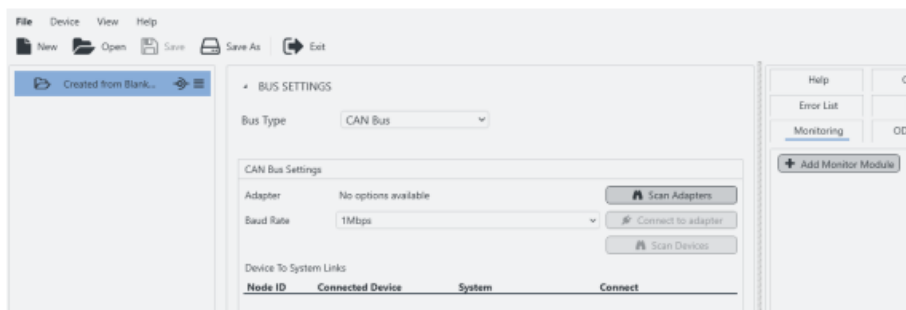 File Device View Help
New Open Save Save As Exit
Created from Blank...
BUS SETTINGS
Bus Type CAN Bus
CAN Bus Settings
Adapter No options available Scan Adapters
Baud Rate 1Mbps Connect to adapter
Scan Devices
Device To System Links
Node ID Connected Device System Connect
Help
Error List
Monitoring OD
Add Monitor Module